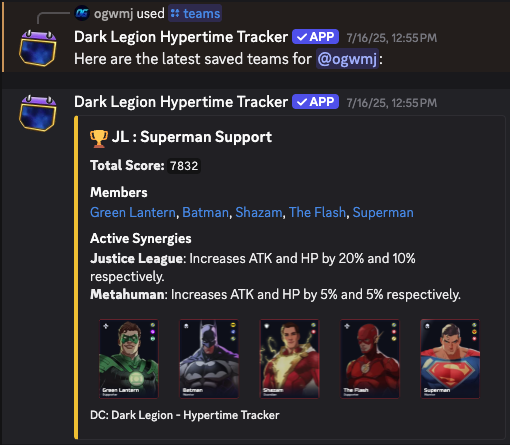 ogwmj used teams
Dark Legion Hypertime Tracker ✓ APP 7/16/25, 12:55 PM
Here are the latest saved teams for @ogwmj:
Dark Legion Hypertime Tracker ✓ APP 7/16/25, 12:55 PM
🏆 JL : Superman Support
Total Score: 7832
Members
Green Lantern, Batman, Shazam, The Flash, Superman
Active Synergies
Justice League: Increases ATK and HP by 20% and 10%
respectively.
Metahuman: Increases ATK and HP by 5% and 5% respectively.
Green Lantern Batman Shazam The Flash Superman
DC: Dark Legion - Hypertime Tracker